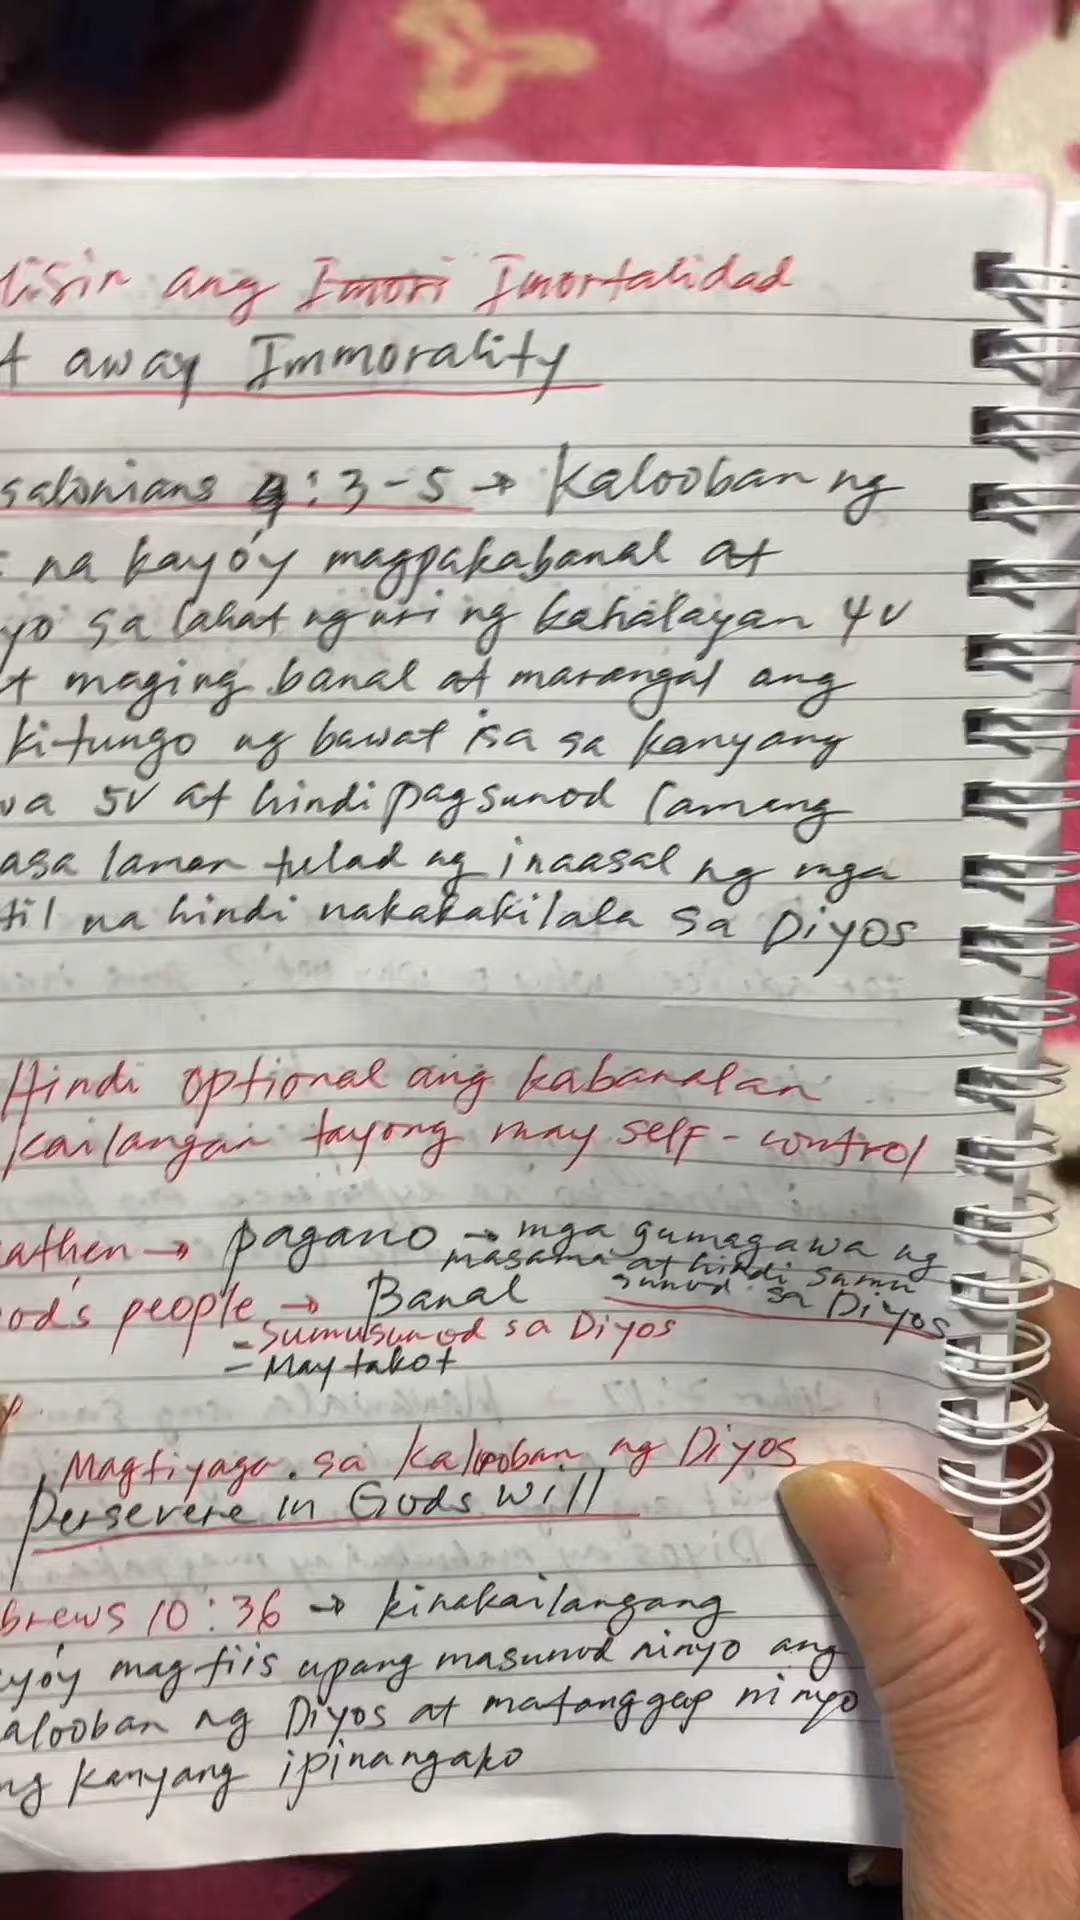 lisin ang Imori Imortalidad
t away Immorality
salonians 4:3-5 → Kalooban ng
na kayo'y magpakabanal at
yo sa lahat ng uri ng kahalayan 4v
t maging banal at marangal ang
kitungo ng bawat isa sa kanyang
wa 5v at hindi pagsunod lamang
asa laman tulad ng inaasal ng mga
til na hindi nakakakilala sa Diyos
Hindi optional ang kabanalan
kailangan tayong may self-control
athen → pagano → mga gumagawa ng
masama at hindi sumu
sunod sa Diyos
od's people → Banal
- Sumusunod sa Diyos
- May takot
Magtiyaga sa kalooban ng Diyos
Persevere in Gods will
brews 10:36 → kinakailangang
yo'y magtiis upang masunod ninyo ang
alooban ng Diyos at matanggap ninyo
ng kanyang ipinangako